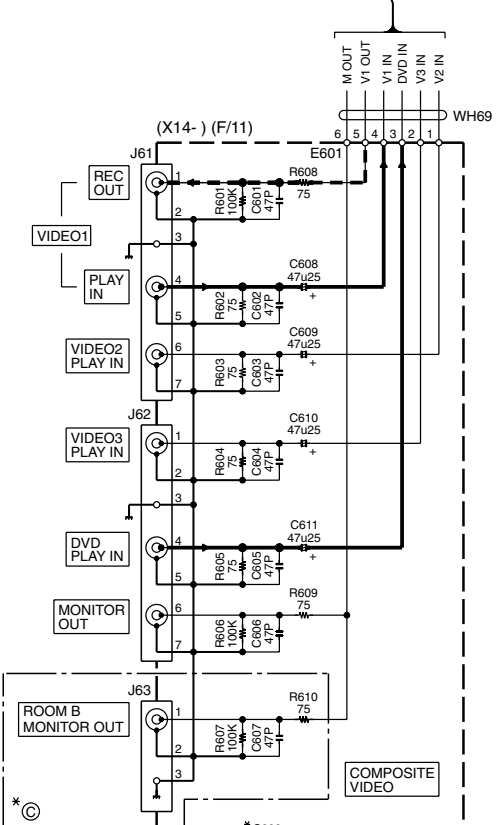 M OUT
V1 OUT
V1 IN
DVD IN
V3 IN
V2 IN
WH69
(X14- ) (F/11)
6 5 4 3 2 1
J61
E601
REC
OUT
1
R608
75
R601
100K
C601
47P
2
VIDEO1
3
C608
47u25
+
PLAY
IN
4
R602
75
C602
47P
5
C609
47u25
+
VIDEO2
PLAY IN
6
R603
75
C603
47P
7
J62
C610
47u25
+
VIDEO3
PLAY IN
1
R604
75
C604
47P
2
3
C611
47u25
+
DVD
PLAY IN
4
R605
75
C605
47P
5
MONITOR
OUT
6
R609
75
R606
100K
C606
47P
7
J63
ROOM B
MONITOR OUT
1
R610
75
R607
100K
C607
47P
2
3
COMPOSITE
VIDEO
*©